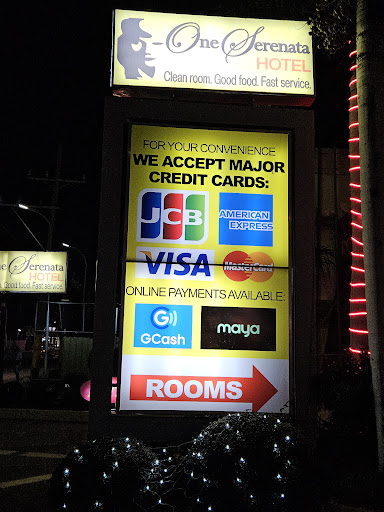 One Serenata
HOTEL
Clean room. Good food. Fast service.
FOR YOUR CONVENIENCE
WE ACCEPT MAJOR
CREDIT CARDS:
JCB
AMERICAN
EXPRESS
VISA
MasterCard
ONLINE PAYMENTS AVAILABLE:
G
GCash
maya
ROOMS
ne Serenata
HOTEL
Good food. Fast service.